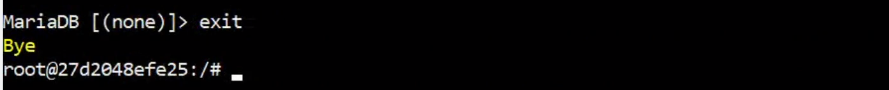 MariaDB [(none)]> exit
Bye
root@27d2048efe25:/#